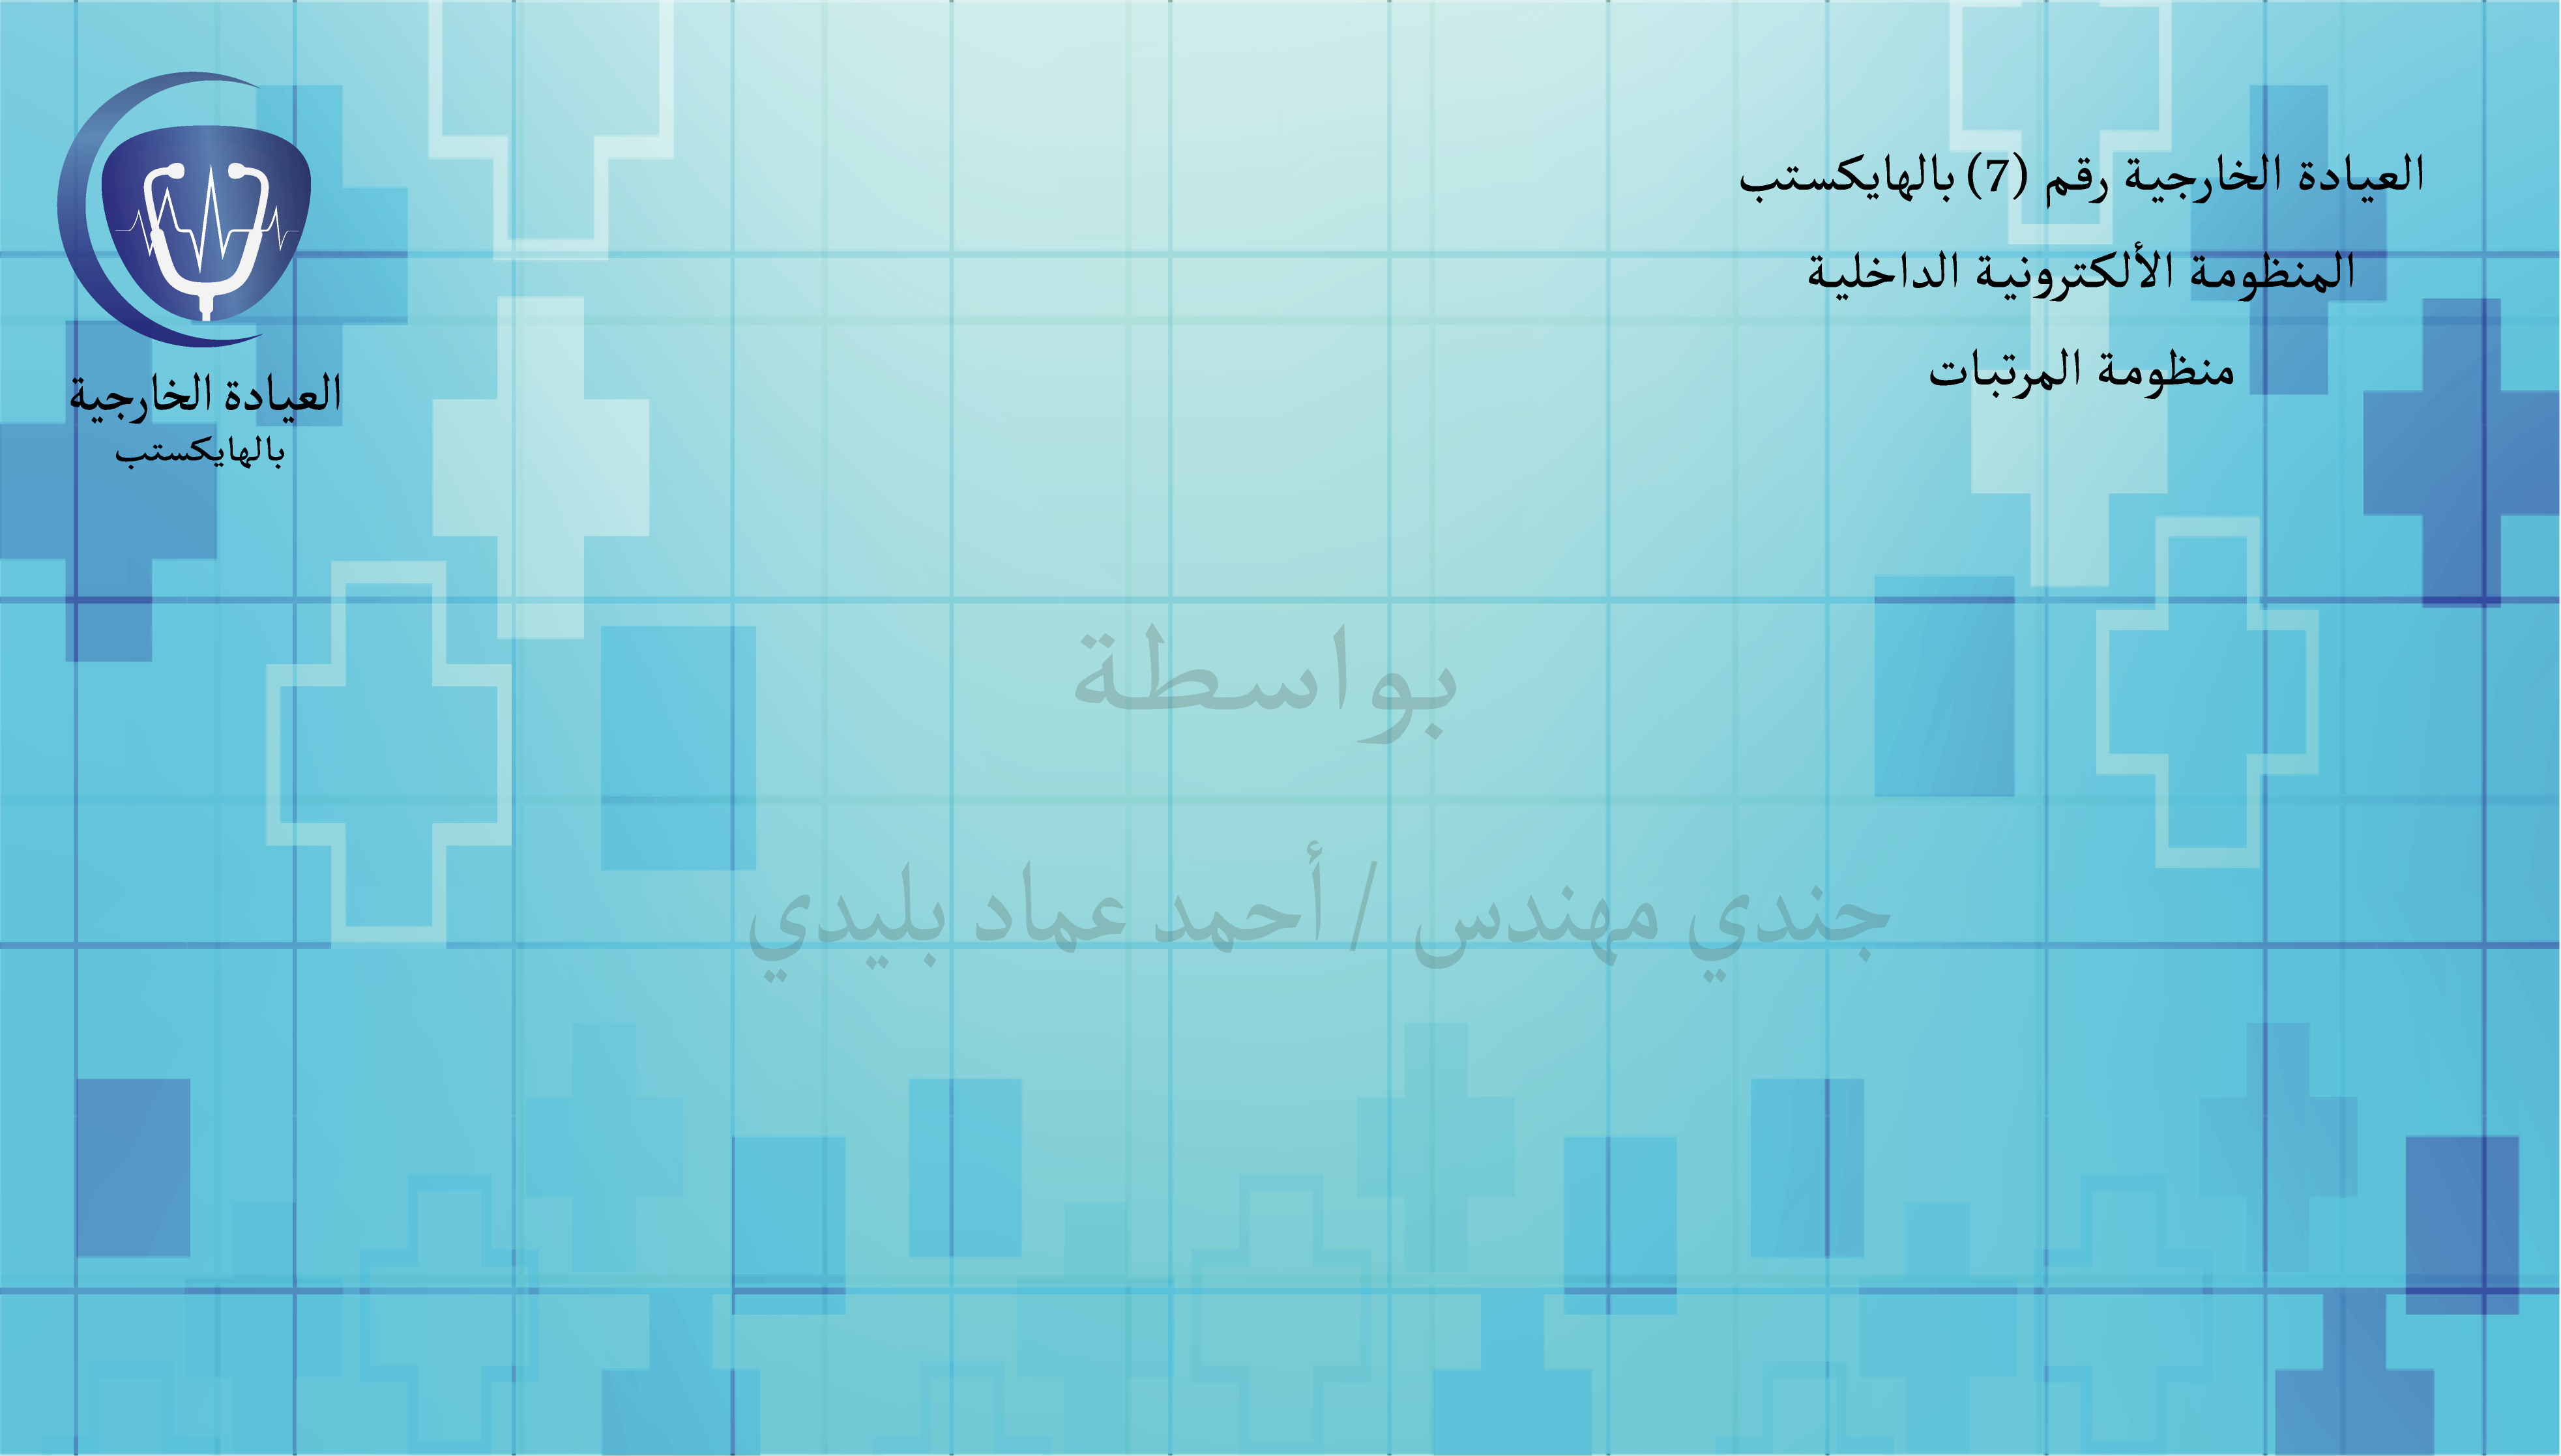 العيادة الخارجية رقم (7) بالهايكستب
المنظومة الألكترونية الداخلية
منظومة المرتبات
العيادة الخارجية
بالهايكستب
بواسطة
جندي مهندس / أحمد عماد بليدي